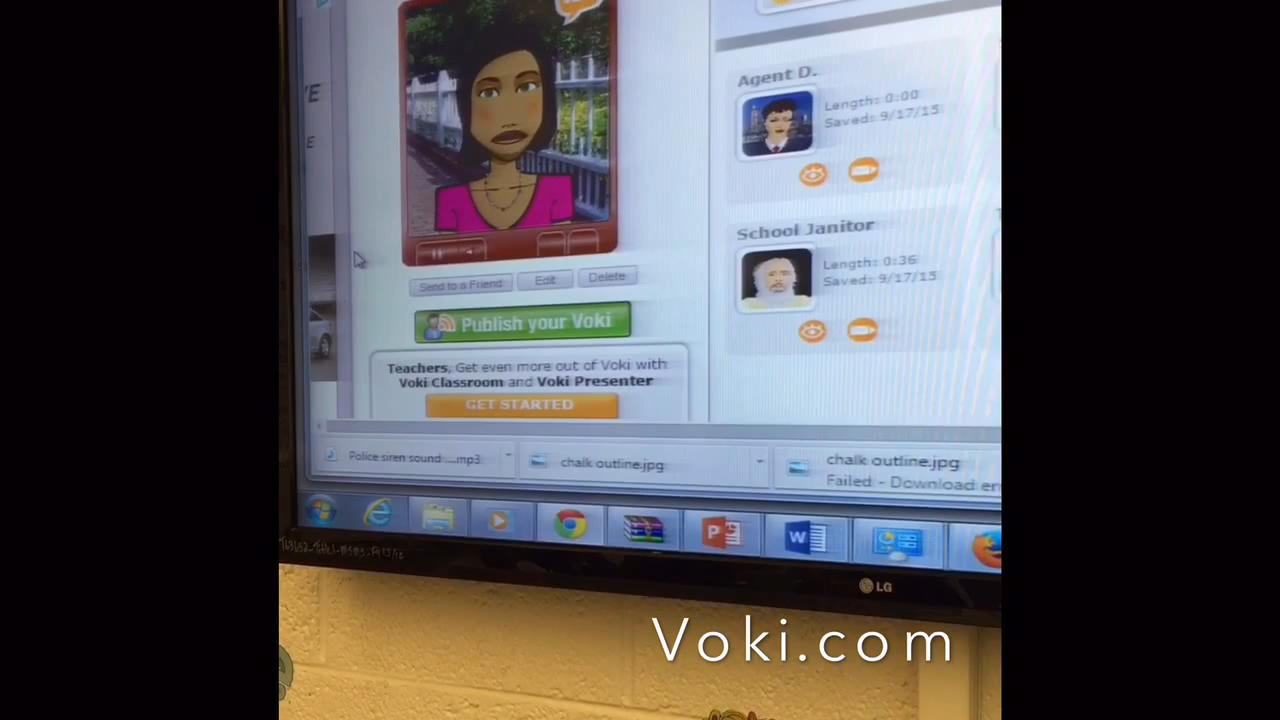 Agent D.
Length: 0:00
Saved: 9/17/15
School Janitor
Length: 0:36
Saved: 9/17/15
Send to a Friend
Edit
Delete
Publish your Voki
Teachers, Get even more out of Voki with
Voki Classroom and Voki Presenter
GET STARTED
Police siren sound ....mp3
chalk outline.jpg
chalk outline.jpg
Failed - Download er
LG
Voki.com